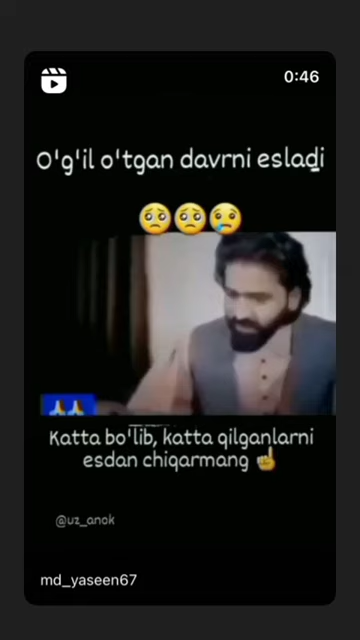 0:46
O'g'il o'tgan davrni esladi
🥺🥺😢
🙏🙏
Katta bo'lib, katta qilganlarni
esdan chiqarmang ☝️
@uz_anok
md_yaseen67